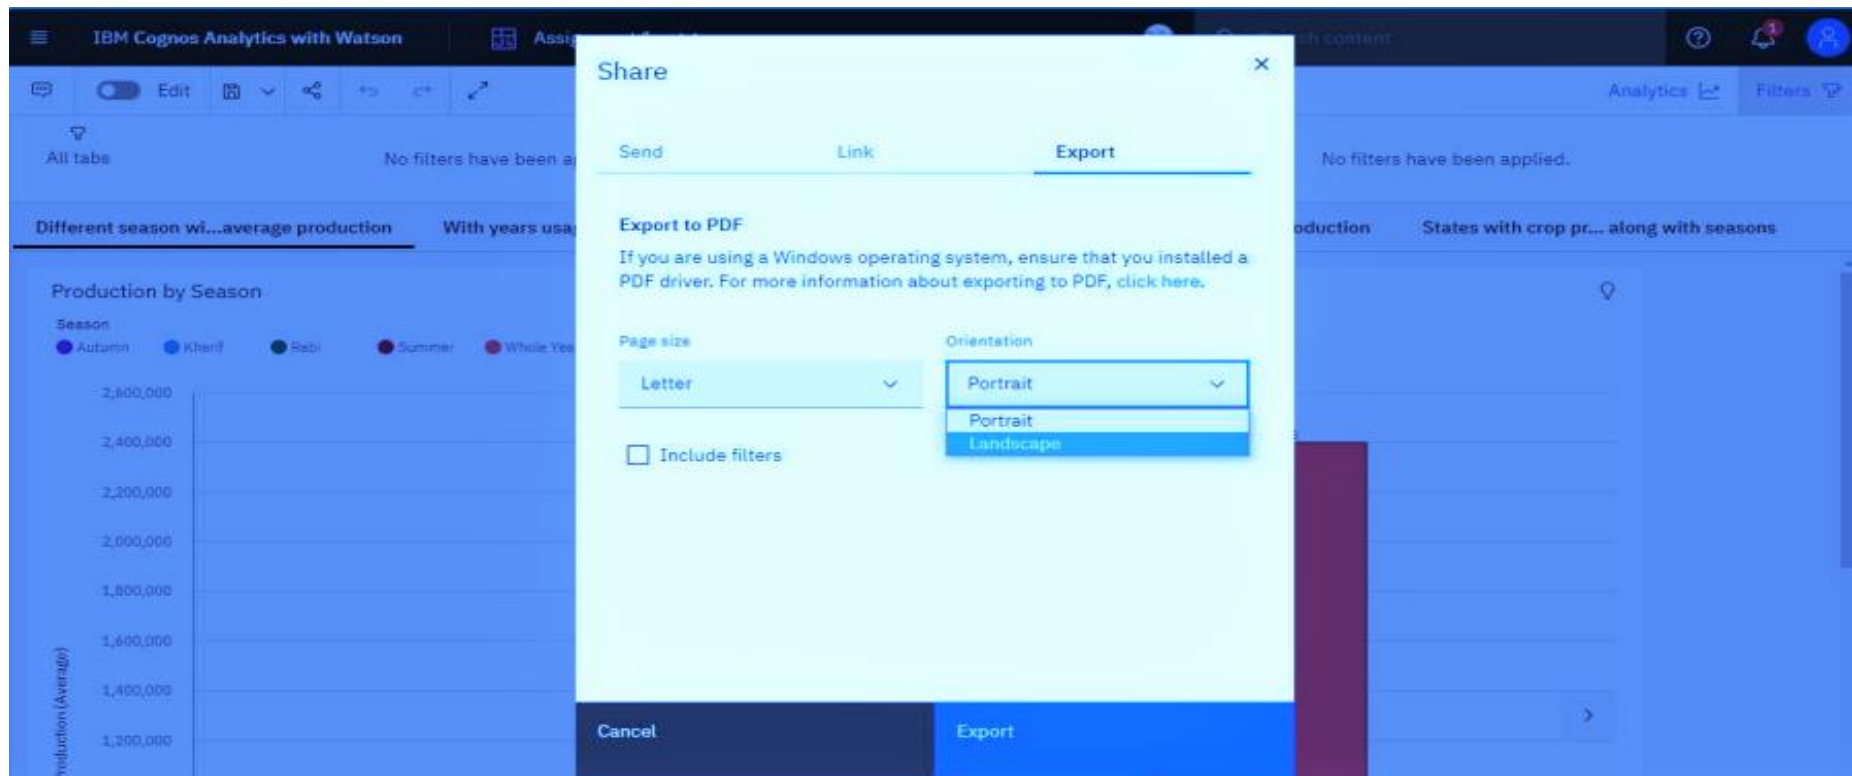 IBM Cognos Analytics with Watson
Share
Edit
Analytics
Filters
1
All tabs
No filters have been
No filters have been applied.
Send Link Export
Different season wi...average production
With years usa
oduction
States with crop pr... along with seasons
Export to PDF
If you are using a Windows operating system, ensure that you installed a
PDF driver. For more information about exporting to PDF, click here.
Production by Season
Season
Autumn Kharif Rabi Summer Whole Yea
Page size
Orientation
Letter
Portrait
Portrait
Landscape
Include filters
2,600,000
2,400,000
2,200,000
2,000,000
1,800,000
1,600,000
1,400,000
1,200,000
roduction (Average)
Cancel
Export